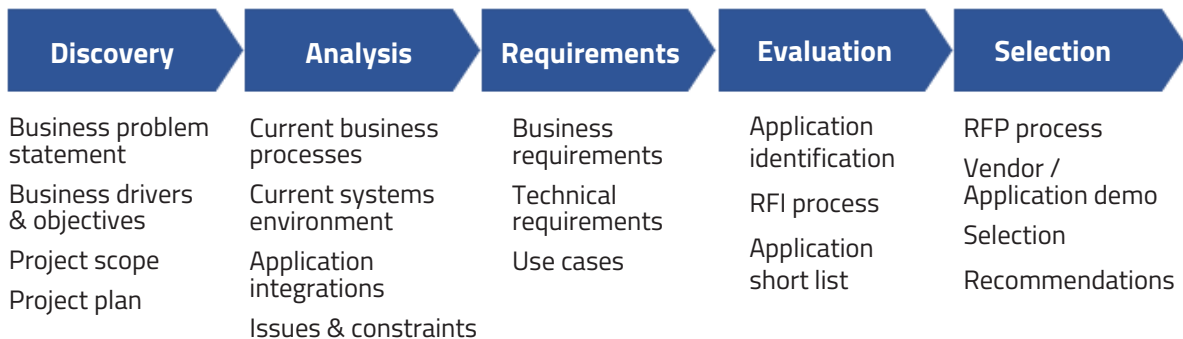 Discovery
Analysis
Requirements
Evaluation
Selection
Business problem
statement
Business drivers
& objectives
Project scope
Project plan
Current business
processes
Current systems
environment
Application
integrations
Issues & constraints
Business
requirements
Technical
requirements
Use cases
Application
identification
RFI process
Application
short list
RFP process
Vendor /
Application demo
Selection
Recommendations